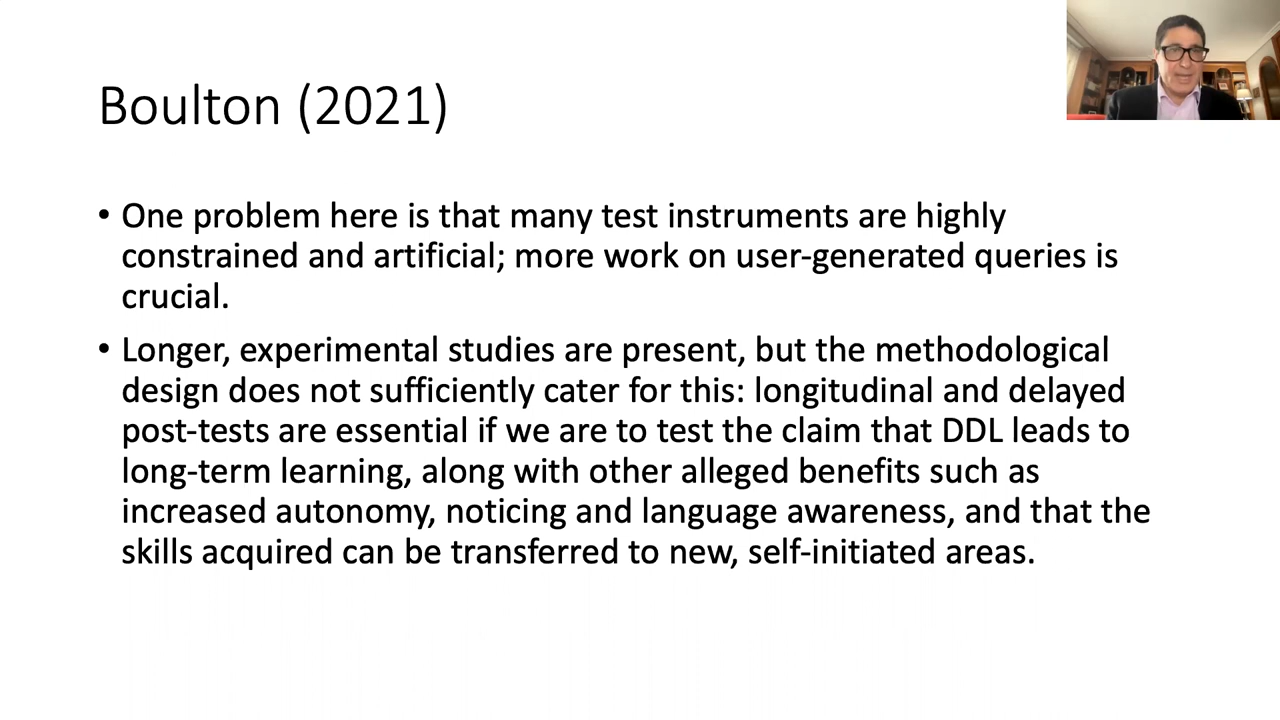 Boulton (2021)
• One problem here is that many test instruments are highly
constrained and artificial; more work on user-generated queries is
crucial.
• Longer, experimental studies are present, but the methodological
design does not sufficiently cater for this: longitudinal and delayed
post-tests are essential if we are to test the claim that DDL leads to
long-term learning, along with other alleged benefits such as
increased autonomy, noticing and language awareness, and that the
skills acquired can be transferred to new, self-initiated areas.